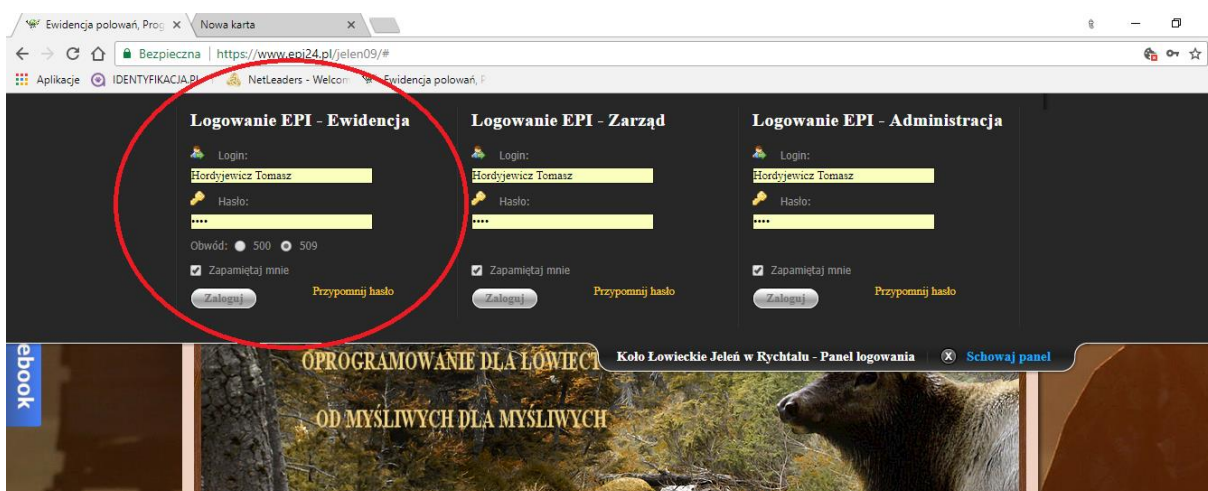 Ewidencja polowań, Prog
Nowa karta
Bezpieczna https://www.epi24.pl/jelen09/#
Aplikacje IDENTYFIKACJA.PL NetLeaders - Welcom Ewidencja polowań, P
Logowanie EPI - Ewidencja
Login:
Hordyjewicz Tomasz
Hasło:
••••
Obwód: 500 509
Zapamiętaj mnie
Zaloguj Przypomnij hasło
Logowanie EPI - Zarząd
Login:
Hordyjewicz Tomasz
Hasło:
••••
Zapamiętaj mnie
Zaloguj Przypomnij hasło
Logowanie EPI - Administracja
Login:
Hordyjewicz Tomasz
Hasło:
••••
Zapamiętaj mnie
Zaloguj Przypomnij hasło
Koło Łowieckie Jeleń w Rychtalu - Panel logowania X Schowaj panel
ebook
OPROGRAMOWANIE DLA ŁOWIECT
OD MYŚLIWYCH DLA MYŚLIWYCH